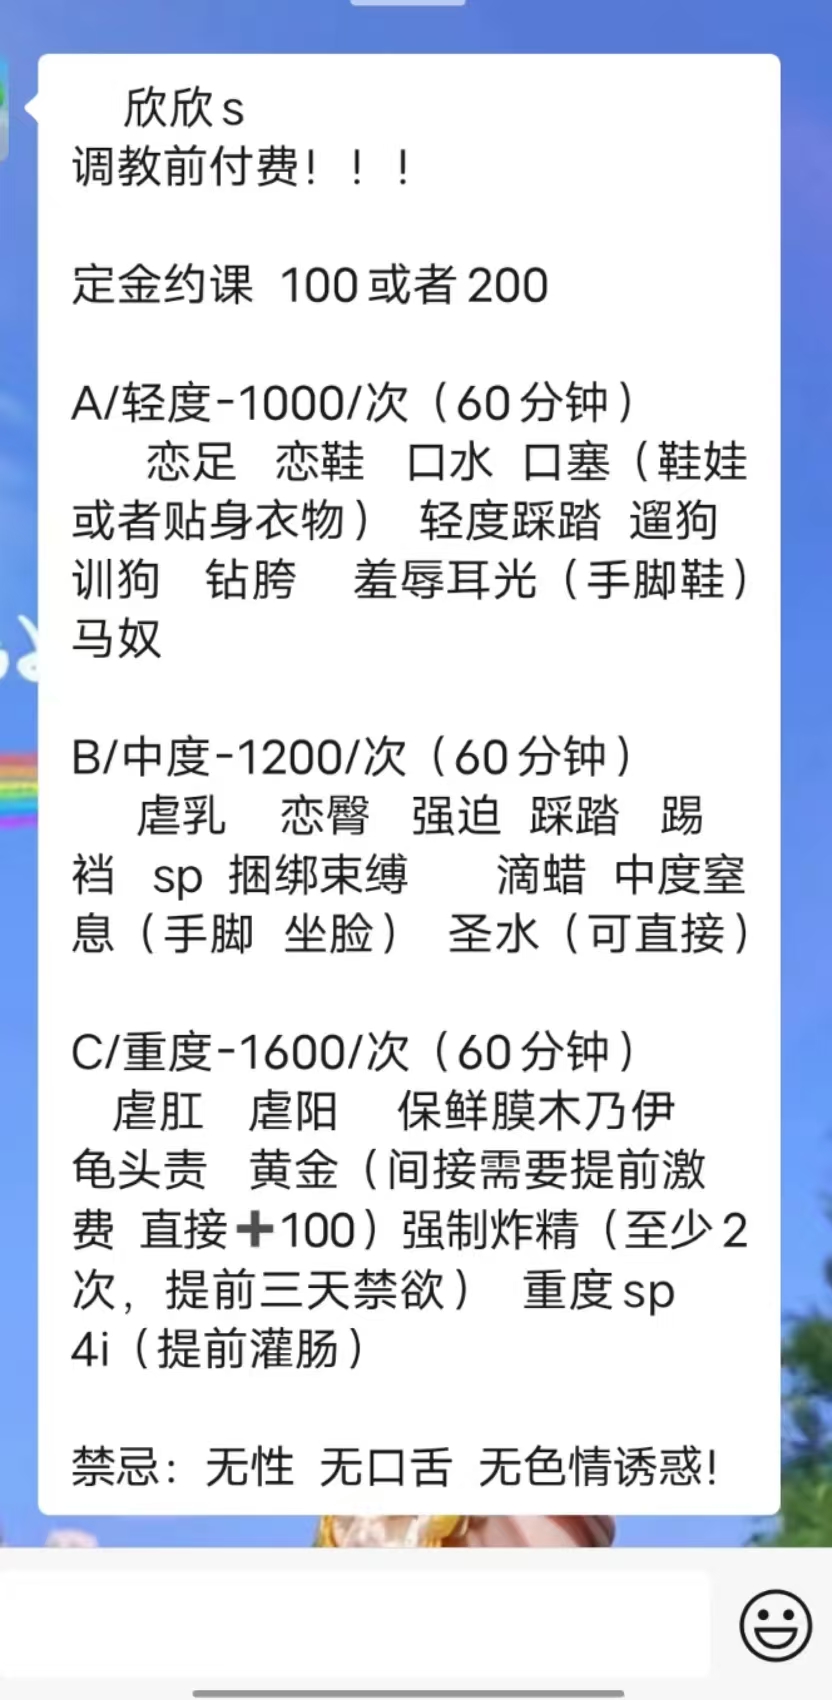 欣欣s
调教前付费！！！
定金约课 100或者200
A/轻度-1000/次（60分钟）
恋足 恋鞋 口水 口塞（鞋娃
或者贴身衣物） 轻度踩踏 遛狗
训狗 钻胯 羞辱耳光（手脚鞋）
马奴
B/中度-1200/次（60分钟）
虐乳 恋臀 强迫 踩踏 踢
裆 sp 捆绑束缚 滴蜡 中度窒
息（手脚 坐脸） 圣水（可直接）
C/重度-1600/次（60分钟）
虐肛 虐阳 保鲜膜木乃伊
龟头责 黄金（间接需要提前激
费 直接➕100）强制炸精（至少2
次，提前三天禁欲） 重度sp
4i（提前灌肠）
禁忌：无性 无口舌 无色情诱惑!